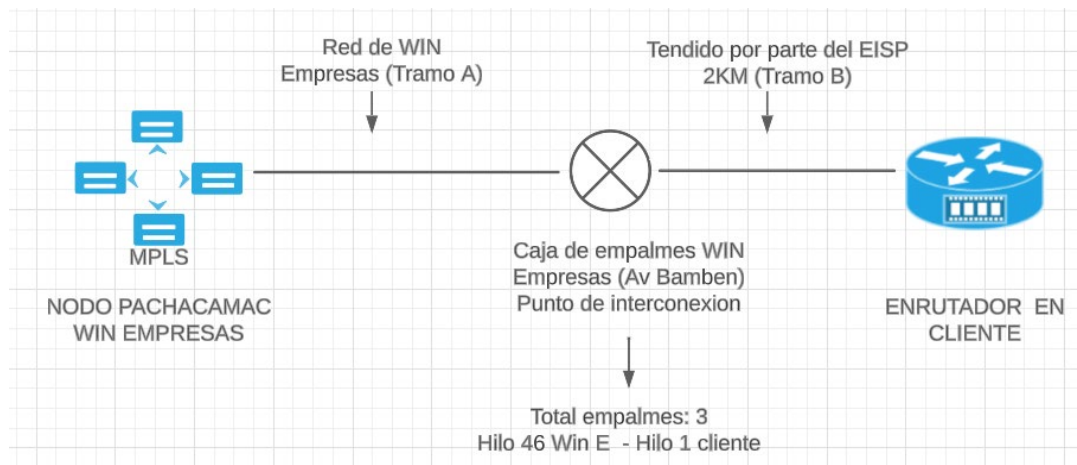 Red de WIN
Empresas (Tramo A)
Tendido por parte del EISP
2KM (Tramo B)
MPLS
NODO PACHACAMAC
WIN EMPRESAS
Caja de empalmes WIN
Empresas (Av Bamben)
Punto de interconexion
ENRUTADOR EN
CLIENTE
Total empalmes: 3
Hilo 46 Win E - Hilo 1 cliente